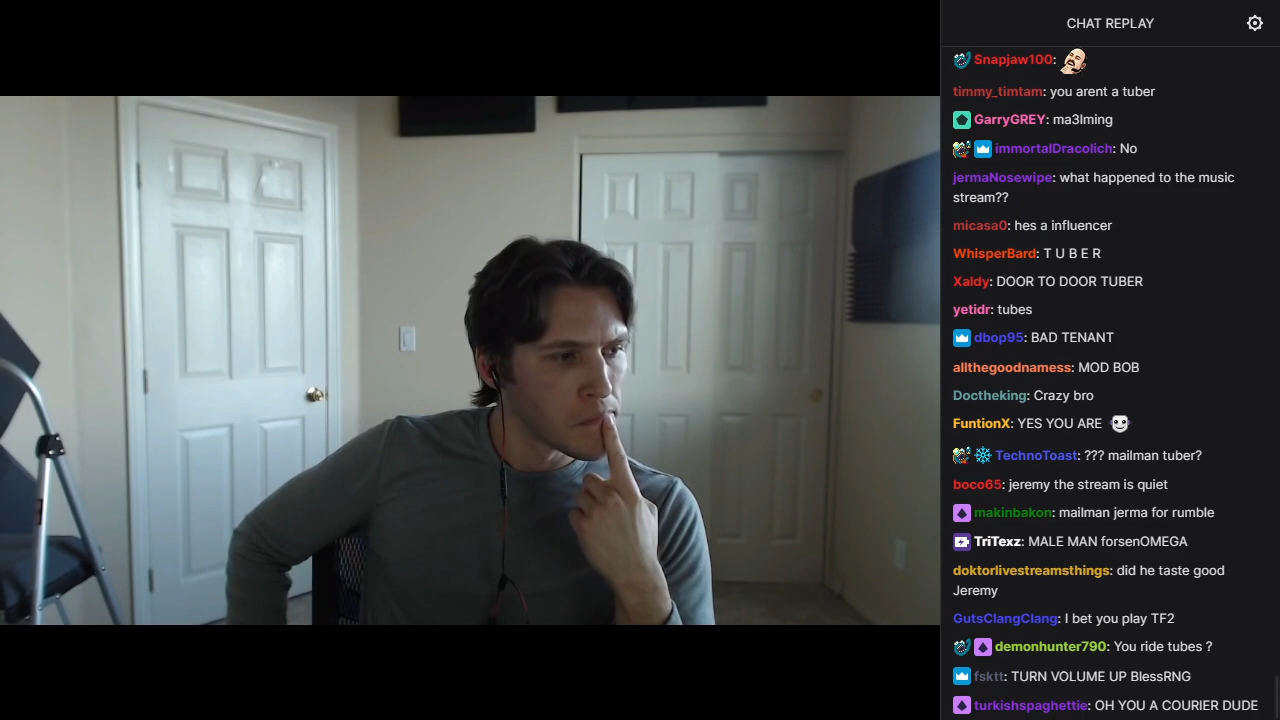 CHAT REPLAY
Snapjaw100:
timmy_timtam: you arent a tuber
GarryGREY: ma3lming
immortalDracolich: No
jermaNosewipe: what happened to the music
stream??
micasa0: hes a influencer
WhisperBard: T U B E R
Xaldy: DOOR TO DOOR TUBER
yetidr: tubes
dbop95: BAD TENANT
allthegoodnamess: MOD BOB
Doctheking: Crazy bro
FuntionX: YES YOU ARE
TechnoToast: ??? mailman tuber?
boco65: jeremy the stream is quiet
makinbakon: mailman jerma for rumble
TriTexz: MALE MAN forsenOMEGA
doktorlivestreamsthings: did he taste good
Jeremy
GutsClangClang: I bet you play TF2
demonhunter790: You ride tubes ?
fsktt: TURN VOLUME UP BlessRNG
turkishspaghettie: OH YOU A COURIER DUDE